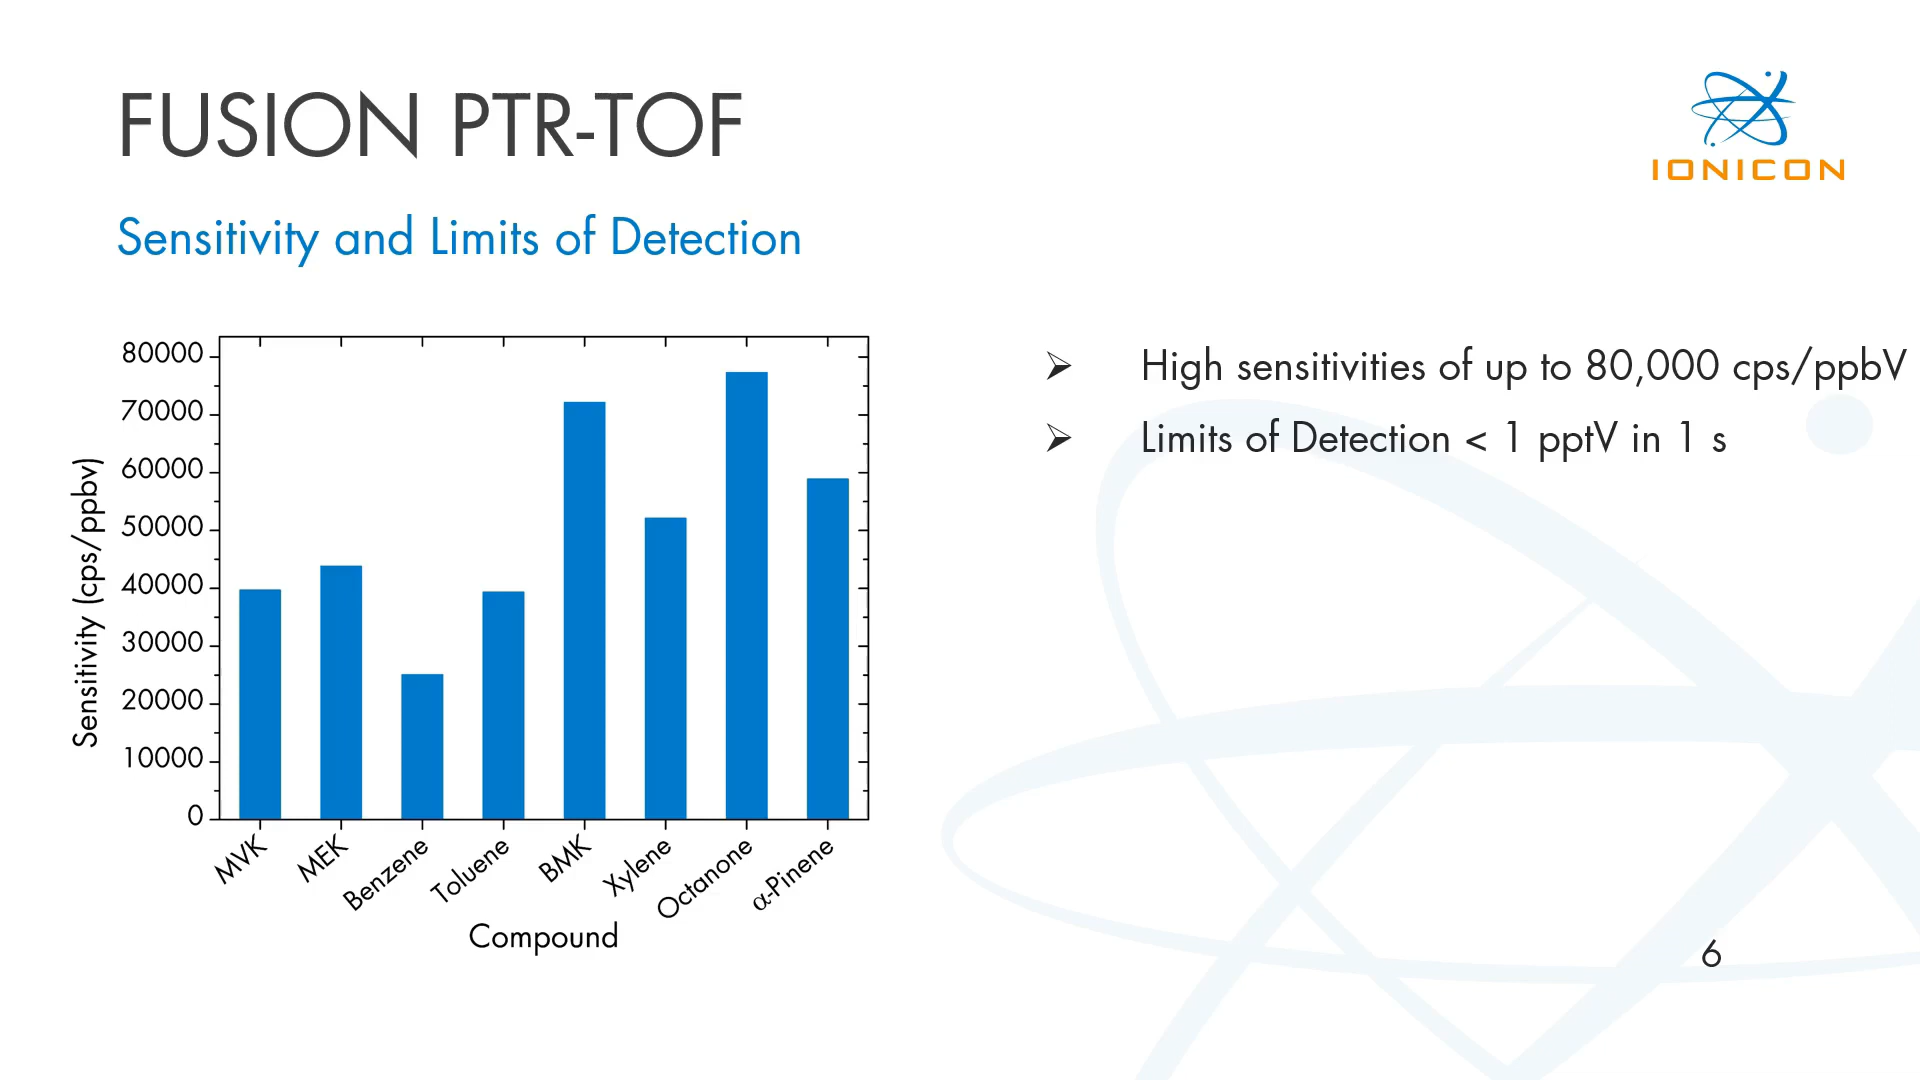 FUSION PTR-TOF
IONICON
Sensitivity and Limits of Detection
80000
70000
60000
50000
40000
30000
20000
10000
0
Sensitivity (cps/ppbv)
MVK
MEK
Benzene
Toluene
BMK
Xylene
Octanone
α-Pinene
Compound
➢ High sensitivities of up to 80,000 cps/ppbV
➢ Limits of Detection < 1 pptV in 1 s
6